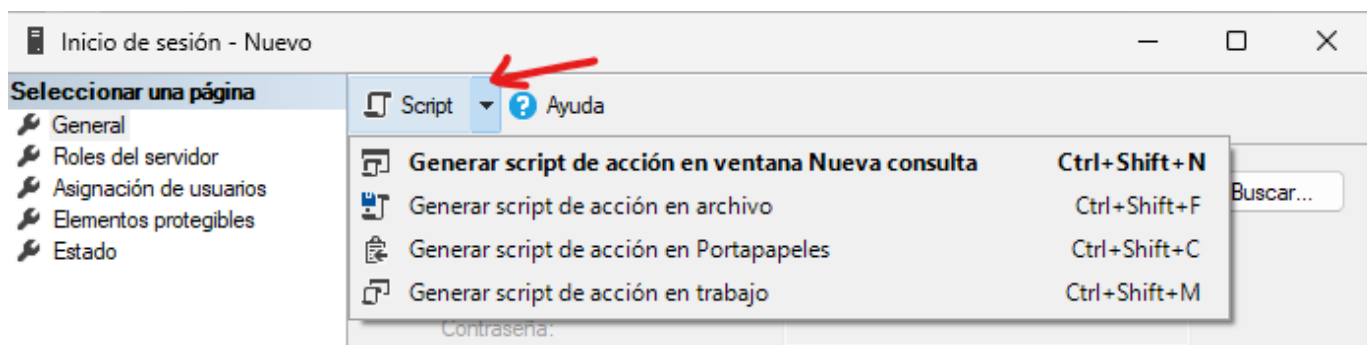 Inicio de sesión - Nuevo
Seleccionar una página
General
Roles del servidor
Asignación de usuarios
Elementos protegibles
Estado
Script
Ayuda
Generar script de acción en ventana Nueva consulta Ctrl+Shift+N
Generar script de acción en archivo Ctrl+Shift+F
Generar script de acción en Portapapeles Ctrl+Shift+C
Generar script de acción en trabajo Ctrl+Shift+M
Buscar...
Contraseña: